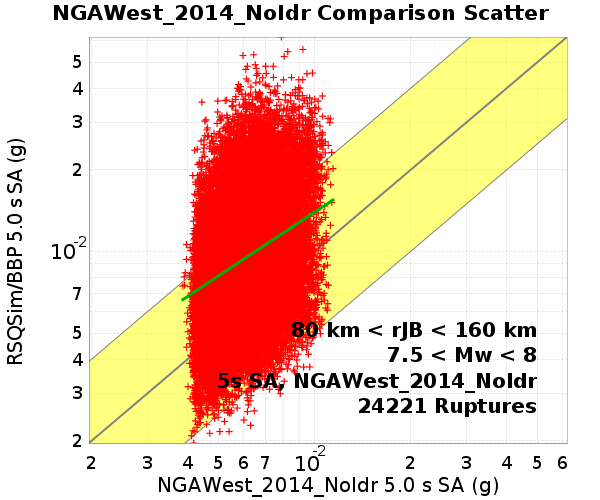 NGAWest_2014_NoIdr Comparison Scatter
RSQSim/BBP 5.0 s SA (g)
5
4
3
2
10-2
7
5
4
3
2
80 km < rJB < 160 km
7.5 < Mw < 8
5s SA, NGAWest_2014_NoIdr
24221 Ruptures
2 3 4 5 6 7 10-2 2 3 4 5 6
NGAWest_2014_NoIdr 5.0 s SA (g)